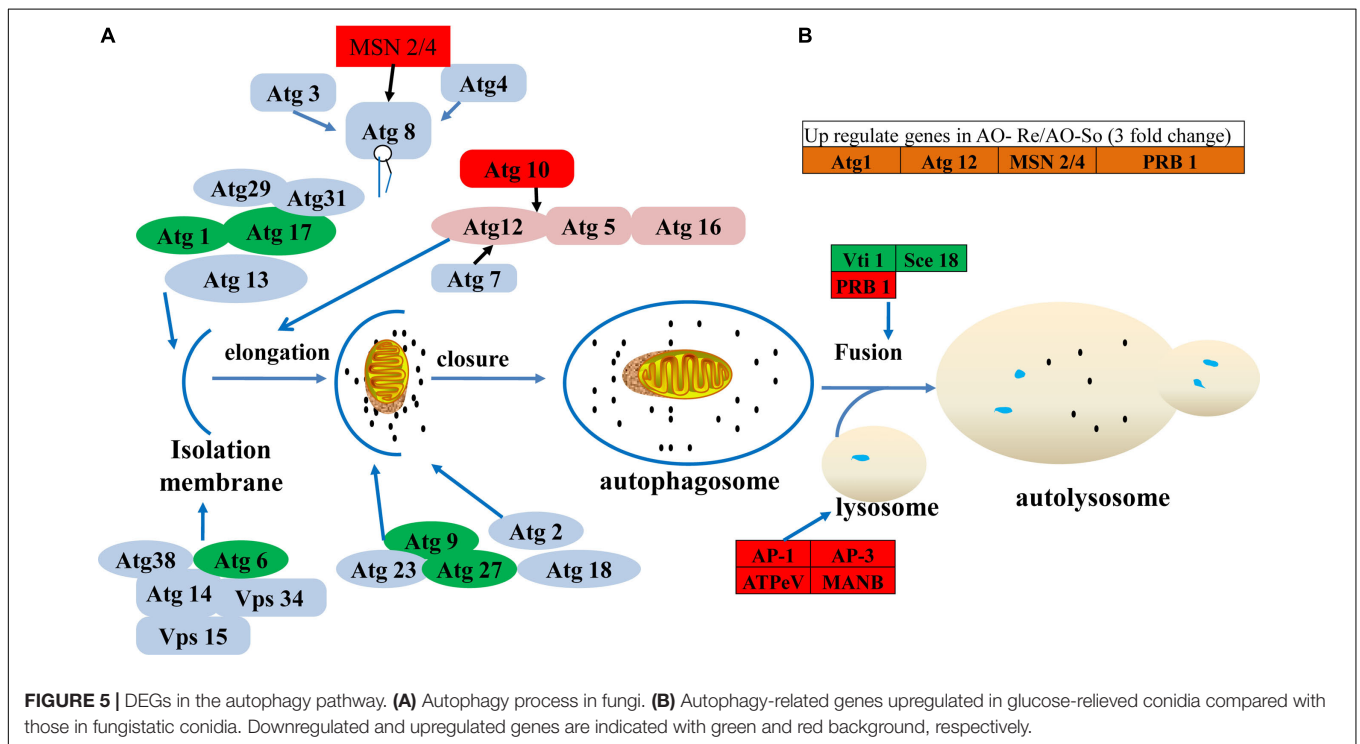 A
B
MSN 2/4
Atg 3
Atg4
Atg 8
Up regulate genes in AO- Re/AO-So (3 fold change)
Atg1 Atg 12 MSN 2/4 PRB 1
Atg 10
Atg29
Atg31
Atg 1
Atg 17
Atg12
Atg 5
Atg 16
Atg 13
Atg 7
Vti 1 Sce 18
PRB 1
elongation
closure
Fusion
Isolation
membrane
autophagosome
lysosome
autolysosome
Atg38
Atg 6
Atg 14
Vps 34
Vps 15
Atg 9
Atg 2
Atg 23
Atg 27
Atg 18
AP-1 AP-3
ATPeV MANB
FIGURE 5 | DEGs in the autophagy pathway. (A) Autophagy process in fungi. (B) Autophagy-related genes upregulated in glucose-relieved conidia compared with
those in fungistatic conidia. Downregulated and upregulated genes are indicated with green and red background, respectively.